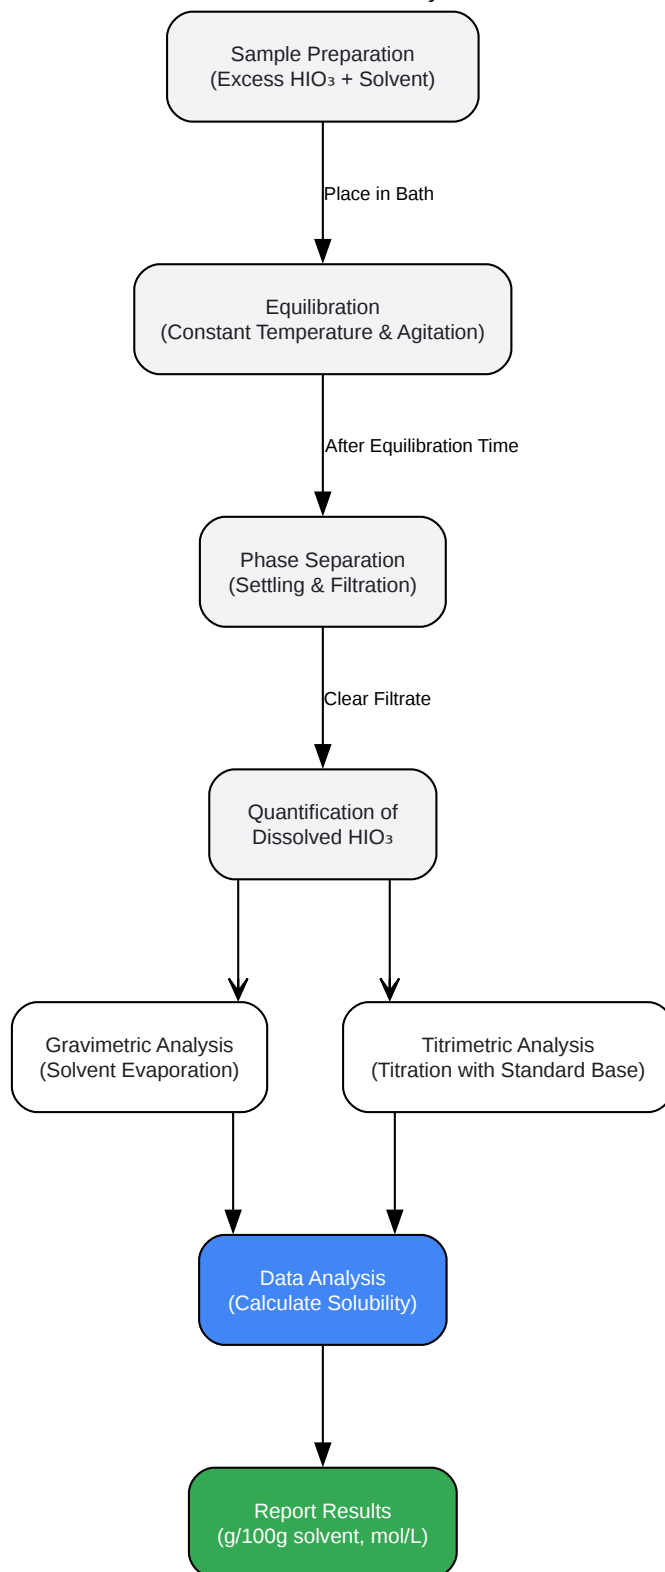 Sample Preparation
(Excess HIO₃ + Solvent)
Place in Bath
Equilibration
(Constant Temperature & Agitation)
After Equilibration Time
Phase Separation
(Settling & Filtration)
Clear Filtrate
Quantification of
Dissolved HIO₃
Gravimetric Analysis
(Solvent Evaporation)
Titrimetric Analysis
(Titration with Standard Base)
Data Analysis
(Calculate Solubility)
Report Results
(g/100g solvent, mol/L)